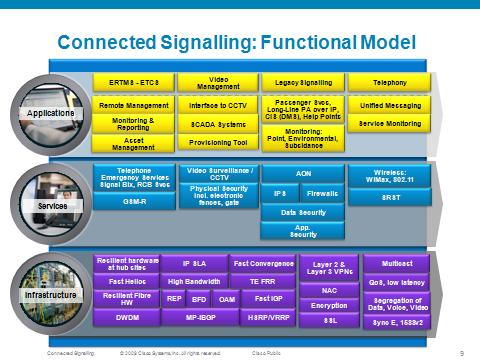 Connected Signalling: Functional Model
Applications
ERTMS - ETCS
Video
Management
Legacy Signalling
Telephony
Remote Management
Interface to CCTV
Passenger Svcs,
Long-Line PA over IP,
CIS (DMS), Help Points
Unified Messaging
Monitoring &
Reporting
SCADA Systems
Service Monitoring
Asset
Management
Provisioning Tool
Monitoring:
Point, Environmental,
Subsidance
Services
Telephone
Emergency Services
Signal Box, RCB Svcs
GSM-R
Video Surveillance /
CCTV
Physical Security
incl. electronic
fences, gate
AON
IPS
Firewalls
Data Security
App.
Security
Wireless:
WiMax, 802.11
SRST
Infrastructure
Resilient hardware
at hub sites
IP SLA
Fast Convergence
Fast Hellos
High Bandwidth
TE FRR
Resilient Fibre
HW
REP
BFD
OAM
Fast IGP
DWDM
MP-IBGP
HSRP/VRRP
Layer 2 &
Layer 3 VPNs
NAC
Encryption
SSL
Multicast
QoS, low latency
Segregation of
Data, Voice, Video
Sync E, 1588v2
Connected Signalling
© 2009 Cisco Systems, Inc. All rights reserved.
Cisco Public
9